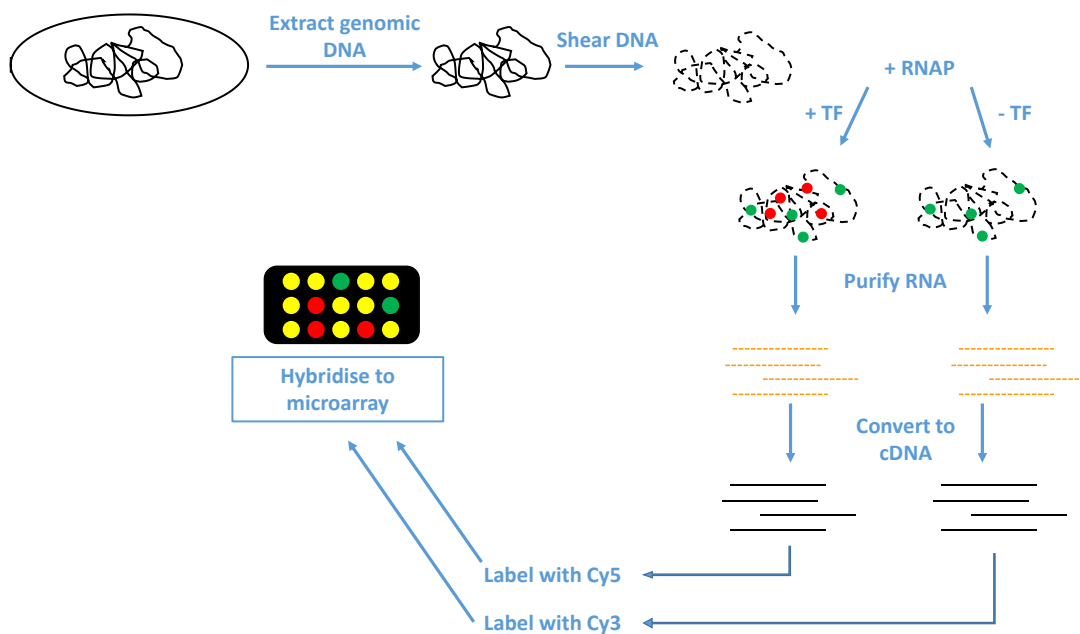 Extract genomic
DNA
Shear DNA
+ RNAP
+ TF
- TF
Purify RNA
Hybridise to
microarray
Convert to
cDNA
Label with Cy5
Label with Cy3